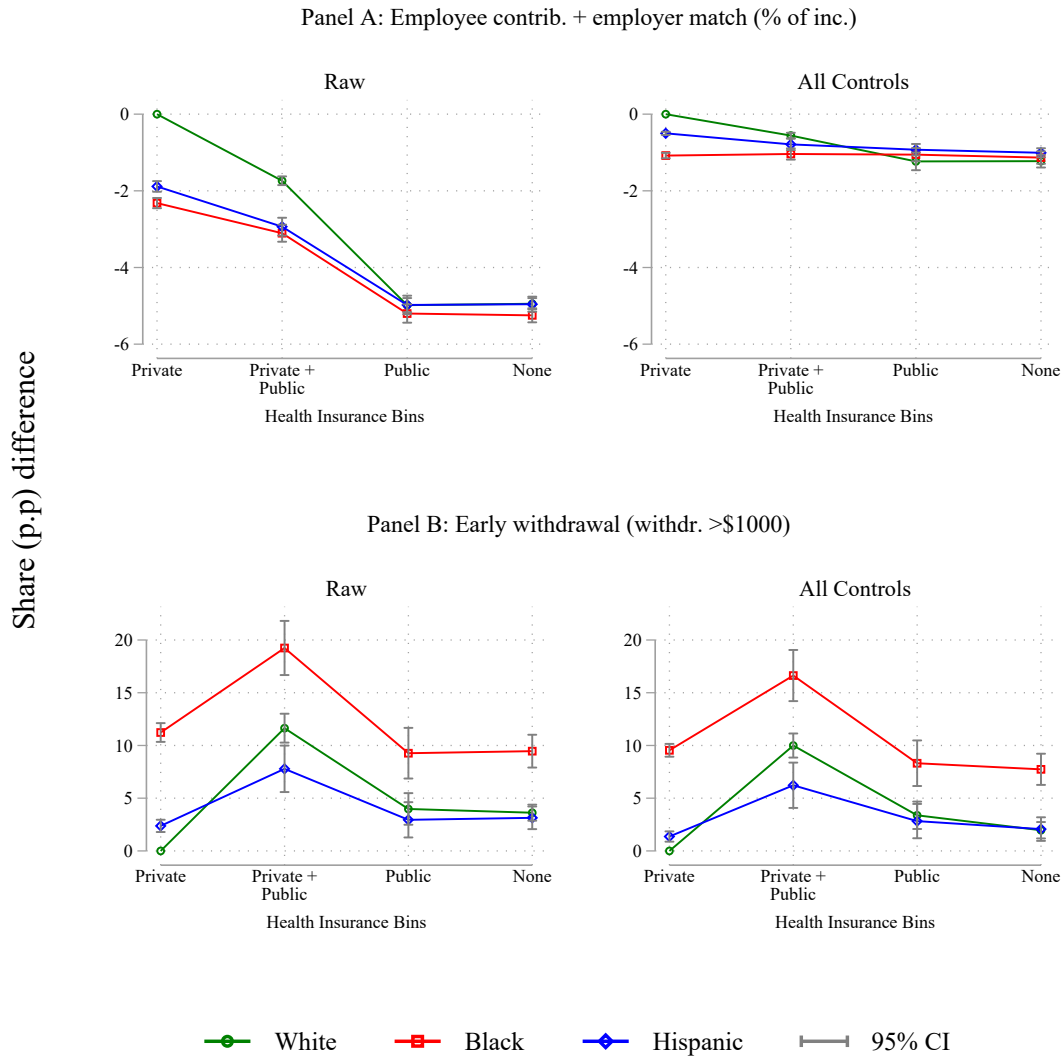 Panel A: Employee contrib. + employer match (% of inc.)
Raw
0
-2
-4
-6
Private
Private +
Public
Public
None
Health Insurance Bins
All Controls
0
-2
-4
-6
Private
Private +
Public
Public
None
Health Insurance Bins
Share (p.p) difference
Panel B: Early withdrawal (withdr. >$1000)
Raw
20
15
10
5
0
Private
Private +
Public
Public
None
Health Insurance Bins
All Controls
20
15
10
5
0
Private
Private +
Public
Public
None
Health Insurance Bins
White
Black
Hispanic
95% CI